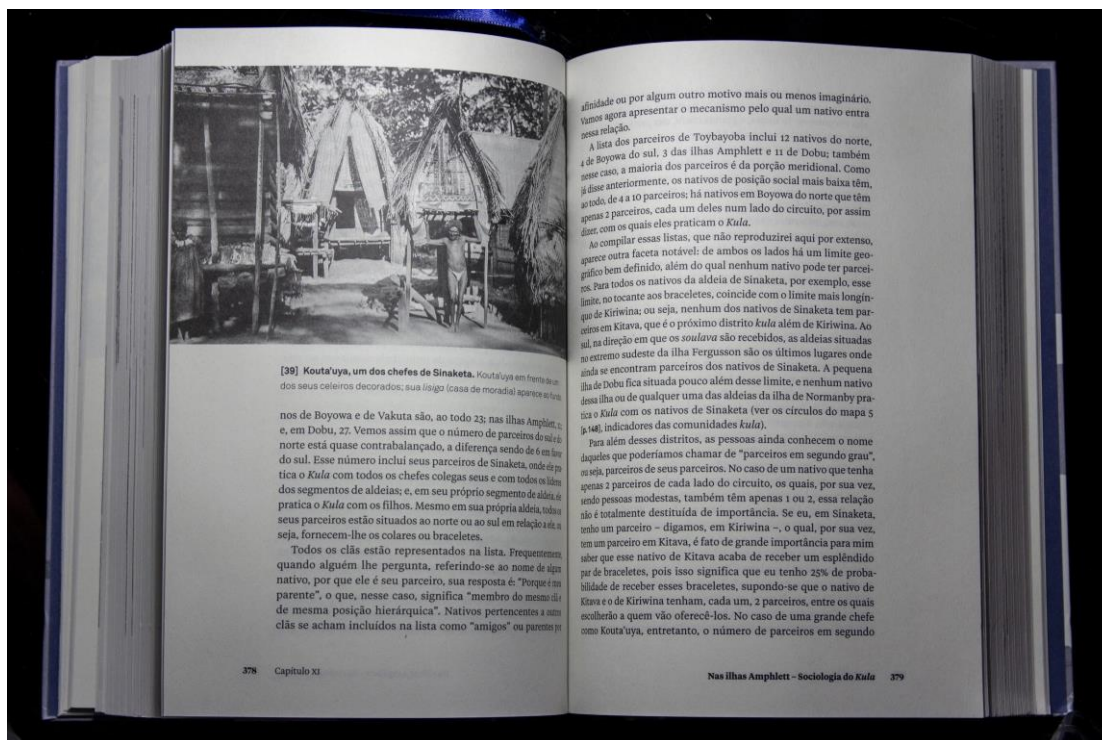 [39] Kouta'uya, um dos chefes de Sinaketa. Kouta'uya em frente de um
dos seus celeiros decorados; sua lisiga (casa de moradia) aparece ao fundo
nos de Boyowa e de Vakuta são, ao todo 23; nas ilhas Amphlett,
e, em Dobu, 27. Vemos assim que o número de parceiros do sul e do
norte está quase contrabalançado, a diferença sendo de 6 em favor
do sul. Esse número inclui seus parceiros de Sinaketa, onde ele pra
tica o Kula com todos os chefes colegas seus e com todos os líderes
dos segmentos de aldeias; e, em seu próprio segmento de aldeia, ele
pratica o Kula com os filhos. Mesmo em sua própria aldeia, todos os
seus parceiros estão situados ao norte ou ao sul em relação a ele, ou
seja, fornecem-lhe os colares ou braceletes.
Todos os clãs estão representados na lista. Frequentemente,
quando alguém lhe pergunta, referindo-se ao nome de algum
nativo, por que ele é seu parceiro, sua resposta é: "Porque é meu
parente", o que, nesse caso, significa "membro do mesmo clã e
de mesma posição hierárquica". Nativos pertencentes a outros
clãs se acham incluídos na lista como "amigos" ou parentes por
378 Capítulo XI
afinidade ou por algum outro motivo mais ou menos imaginário.
Vamos agora apresentar o mecanismo pelo qual um nativo entra
nessa relação.
A lista dos parceiros de Toybayoba inclui 12 nativos do norte,
4 de Boyowa do sul, 3 das ilhas Amphlett e 11 de Dobu; também
nesse caso, a maioria dos parceiros é da porção meridional. Como
já disse anteriormente, os nativos de posição social mais baixa têm,
ao todo, de 4 a 10 parceiros; há nativos em Boyowa do norte que têm
apenas 2 parceiros, cada um deles num lado do circuito, por assim
dizer, com os quais eles praticam o Kula.
Ao compilar essas listas, que não reproduzirei aqui por extenso,
aparece outra faceta notável: de ambos os lados há um limite geo-
gráfico bem definido, além do qual nenhum nativo pode ter parcei-
ros. Para todos os nativos da aldeia de Sinaketa, por exemplo, esse
limite, no tocante aos braceletes, coincide com o limite mais longín-
quo de Kiriwina; ou seja, nenhum dos nativos de Sinaketa tem par-
ceiros em Kitava, que é o próximo distrito kula além de Kiriwina. Ao
sul, na direção em que os soulava são recebidos, as aldeias situadas
no extremo sudeste da ilha Fergusson são os últimos lugares onde
ainda se encontram parceiros dos nativos de Sinaketa. A pequena
ilha de Dobu fica situada pouco além desse limite, e nenhum nativo
dessa ilha ou de qualquer uma das aldeias da ilha de Normanby pra-
tica o Kula com os nativos de Sinaketa (ver os círculos do mapa 5
[p.148], indicadores das comunidades kula).
Para além desses distritos, as pessoas ainda conhecem o nome
daqueles que poderíamos chamar de "parceiros em segundo grau",
ou seja, parceiros de seus parceiros. No caso de um nativo que tenha
apenas 2 parceiros de cada lado do circuito, os quais, por sua vez,
sendo pessoas modestas, também têm apenas 1 ou 2, essa relação
não é totalmente destituída de importância. Se eu, em Sinaketa,
tenho um parceiro – digamos, em Kiriwina –, o qual, por sua vez,
tem um parceiro em Kitava, é fato de grande importância para mim
saber que esse nativo de Kitava acaba de receber um esplêndido
par de braceletes, pois isso significa que eu tenho 25% de proba-
bilidade de receber esses braceletes, supondo-se que o nativo de
Kitava e o de Kiriwina tenham, cada um, 2 parceiros, entre os quais
escolherão a quem vão oferecê-los. No caso de uma grande chefe
como Kouta'uya, entretanto, o número de parceiros em segundo
Nas ilhas Amphlett – Sociologia do Kula 379